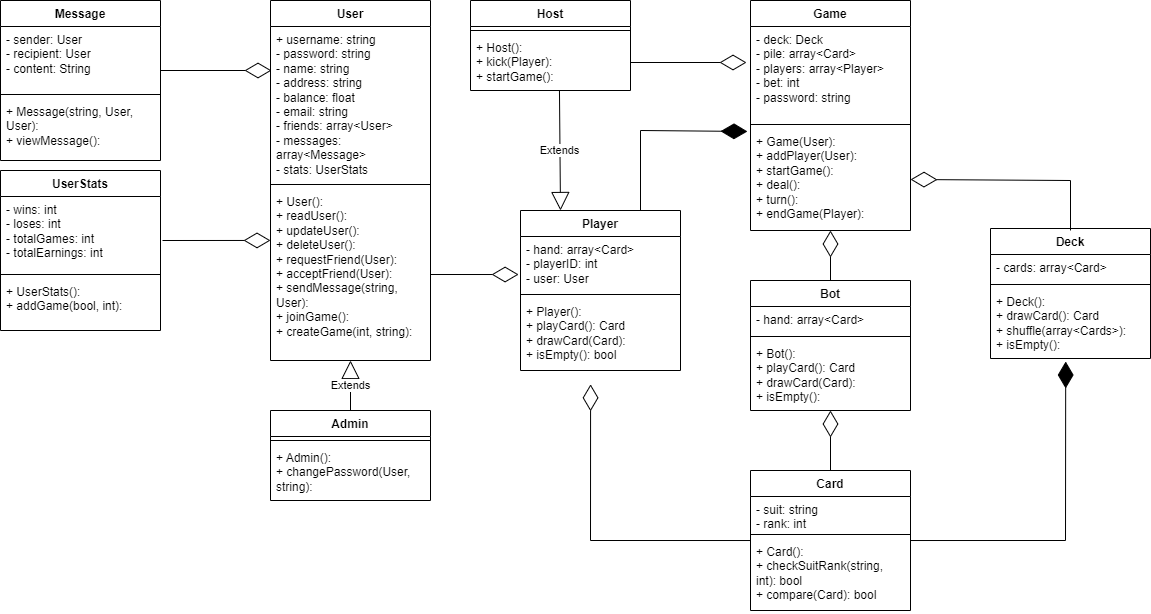 Message
- sender: User
- recipient: User
- content: String
+ Message(string, User,
User):
+ viewMessage():
UserStats
- wins: int
- loses: int
- totalGames: int
- totalEarnings: int
+ UserStats():
+ addGame(bool, int):
User
+ username: string
- password: string
- name: string
- address: string
- balance: float
- email: string
- friends: array<User>
- messages:
array<Message>
- stats: UserStats
+ User():
+ readUser():
+ updateUser():
+ deleteUser():
+ requestFriend(User):
+ acceptFriend(User):
+ sendMessage(string,
User):
+ joinGame():
+ createGame(int, string):
Extends
Admin
+ Admin():
+ changePassword(User,
string):
Host
+ Host():
+ kick(Player):
+ startGame():
Extends
Player
- hand: array<Card>
- playerID: int
- user: User
+ Player():
+ playCard(): Card
+ drawCard(Card):
+ isEmpty(): bool
Game
- deck: Deck
- pile: array<Card>
- players: array<Player>
- bet: int
- password: string
+ Game(User):
+ addPlayer(User):
+ startGame():
+ deal():
+ turn():
+ endGame(Player):
Bot
- hand: array<Card>
+ Bot():
+ playCard(): Card
+ drawCard(Card):
+ isEmpty():
Deck
- cards: array<Card>
+ Deck():
+ drawCard(): Card
+ shuffle(array<Cards>):
+ isEmpty():
Card
- suit: string
- rank: int
+ Card():
+ checkSuitRank(string,
int): bool
+ compare(Card): bool